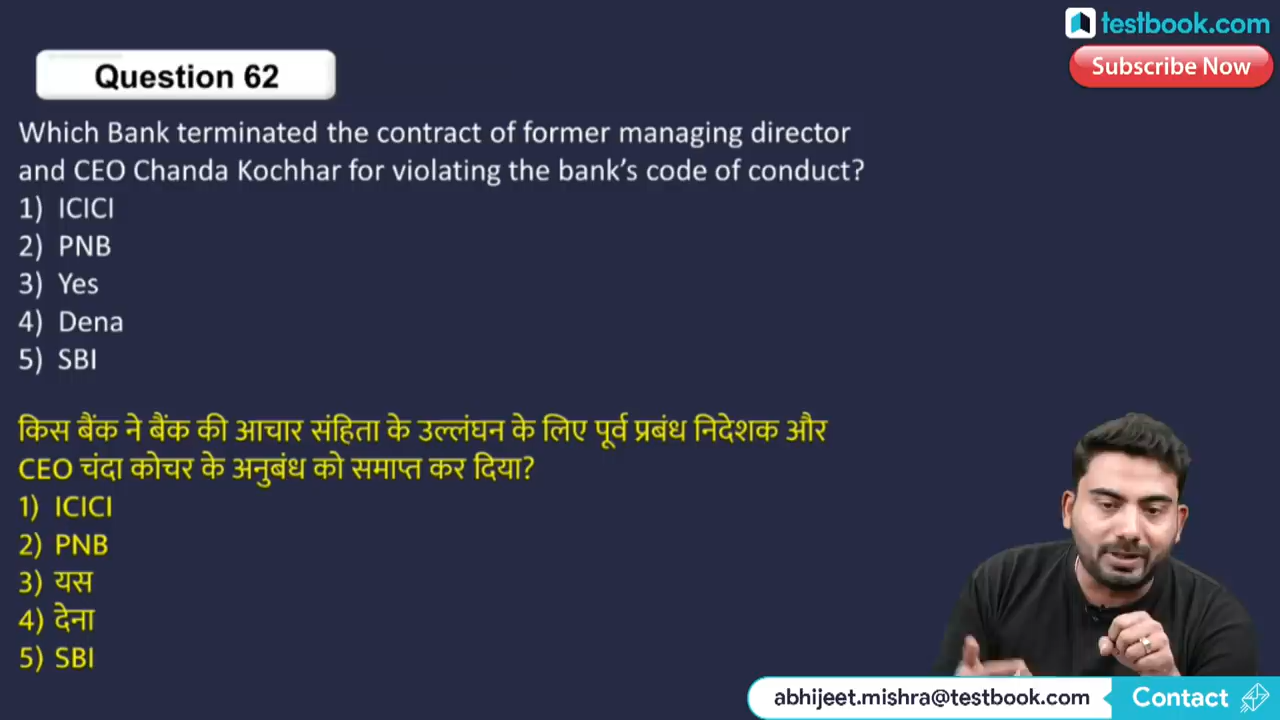 testbook.com
Subscribe Now
Question 62
Which Bank terminated the contract of former managing director
and CEO Chanda Kochhar for violating the bank’s code of conduct?
1) ICICI
2) PNB
3) Yes
4) Dena
5) SBI
किस बैंक ने बैंक की आचार संहिता के उल्लंघन के लिए पूर्व प्रबंध निदेशक और
CEO चंदा कोचर के अनुबंध को समाप्त कर दिया?
1) ICICI
2) PNB
3) यस
4) देना
5) SBI
abhijeet.mishra@testbook.com
Contact